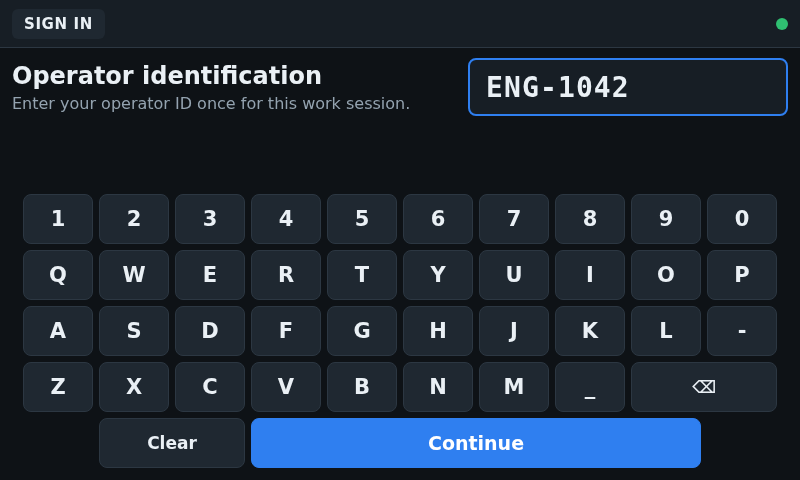 SIGN IN
Operator identification
Enter your operator ID once for this work session.
ENG-1042
1 2 3 4 5 6 7 8 9 0
Q W E R T Y U I O P
A S D F G H J K L -
Z X C V B N M _ ⌫
Clear Continue